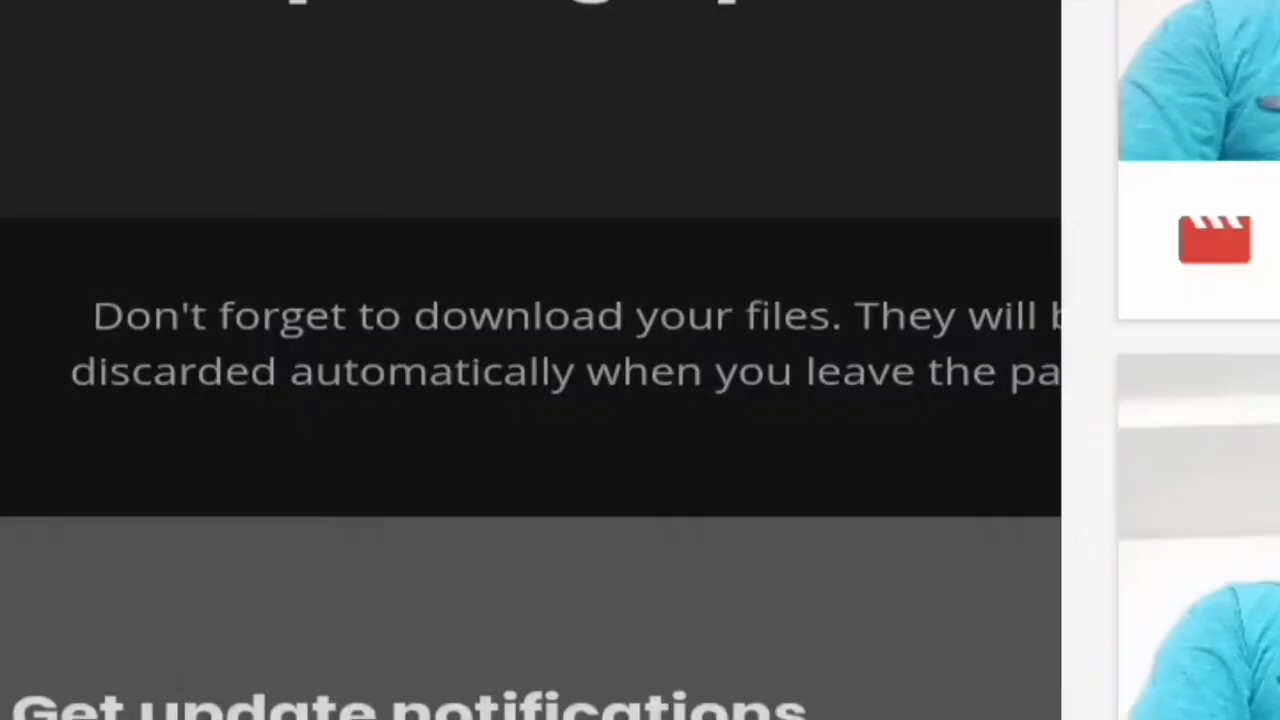 Don't forget to download your files. They will
discarded automatically when you leave the
Get update notifications